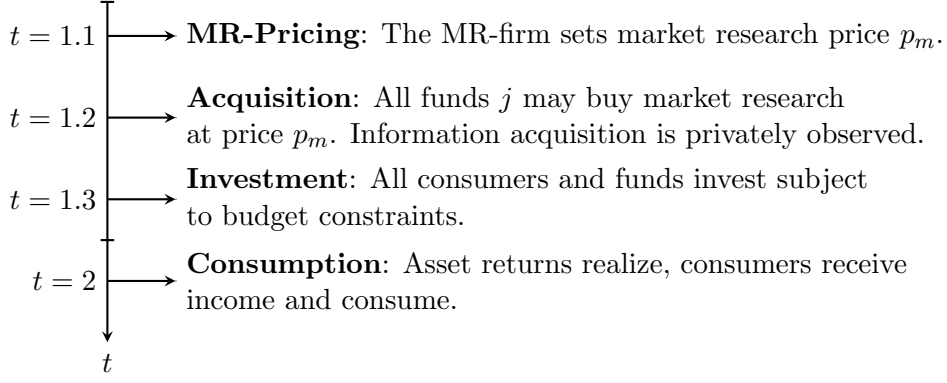 t = 1.1 MR-Pricing: The MR-firm sets market research price pₘ.
t = 1.2 Acquisition: All funds j may buy market research
at price pₘ. Information acquisition is privately observed.
t = 1.3 Investment: All consumers and funds invest subject
to budget constraints.
t = 2 Consumption: Asset returns realize, consumers receive
income and consume.
t